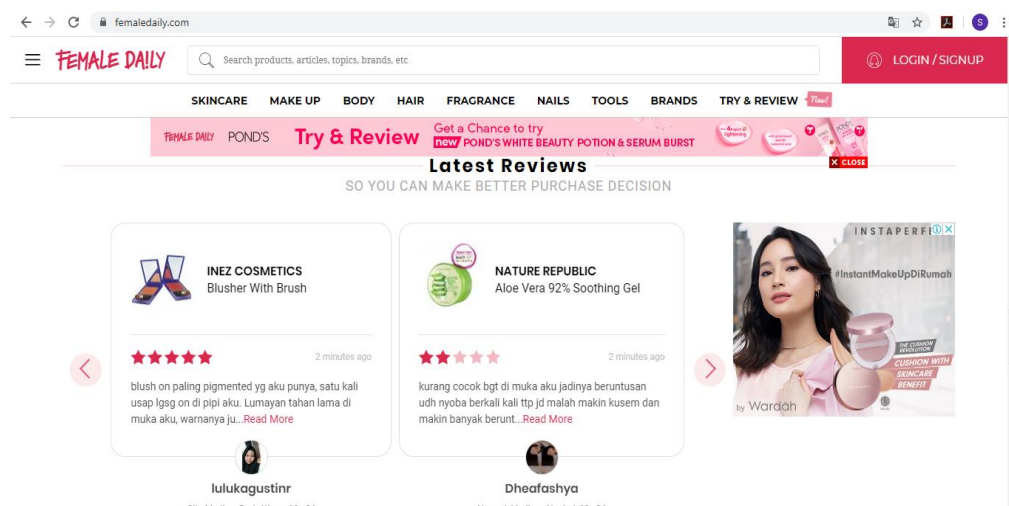 femaledaily.com
S
FEMALE DAILY
Search products, articles, topics, brands, etc
LOGIN / SIGNUP
SKINCARE MAKE UP BODY HAIR FRAGRANCE NAILS TOOLS BRANDS TRY & REVIEW New!
FEMALE DAILY POND'S Try & Review Get a Chance to try
new POND'S WHITE BEAUTY POTION & SERUM BURST
X CLOSE
Latest Reviews
SO YOU CAN MAKE BETTER PURCHASE DECISION
INEZ COSMETICS
Blusher With Brush
2 minutes ago
blush on paling pigmented yg aku punya, satu kali
usap lgsg on di pipi aku. Lumayan tahan lama di
muka aku, warnanya ju...Read More
lulukagustinr
NATURE REPUBLIC
Aloe Vera 92% Soothing Gel
2 minutes ago
kurang cocok bgt di muka aku jadinya beruntusan
udh nyoba berkali kali ttp jd malah makin kusem dan
makin banyak berunt...Read More
Dheafashya
INSTAPERFE
#InstantMakeUpDiRumah
THE CUSHION
REVOLUTION
CUSHION WITH
SKINCARE
BENEFIT
by Wardah